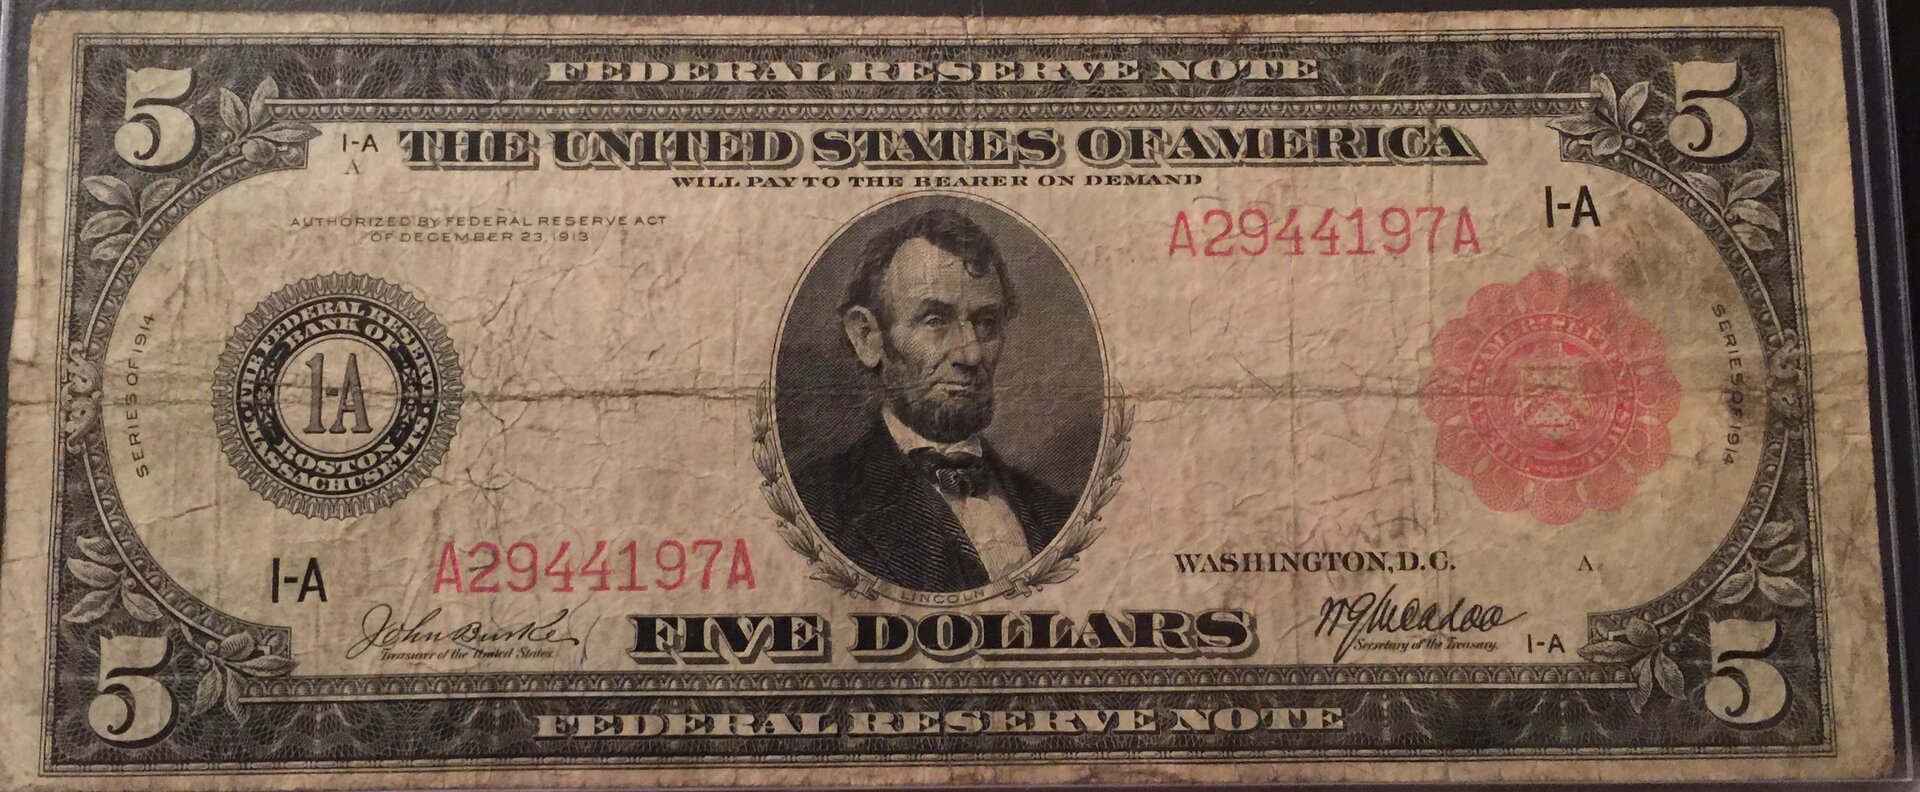 FEDERAL RESERVE NOTE
5
5
I-A
A
THE UNITED STATES OF AMERICA
WILL PAY TO THE BEARER ON DEMAND
AUTHORIZED BY FEDERAL RESERVE ACT
OF DECEMBER 23, 1913
A2944197A
I-A
SERIES OF 1914
FEDERAL RESERVE
BANK OF
1-A
BOSTON
MASSACHUSETTS
SERIES OF 1914
I-A
A2944197A
LINCOLN
WASHINGTON, D.C.
A
John Burke
Treasurer of the United States.
FIVE DOLLARS
W G McAdoo
Secretary of the Treasury.
I-A
5
5
FEDERAL RESERVE NOTE